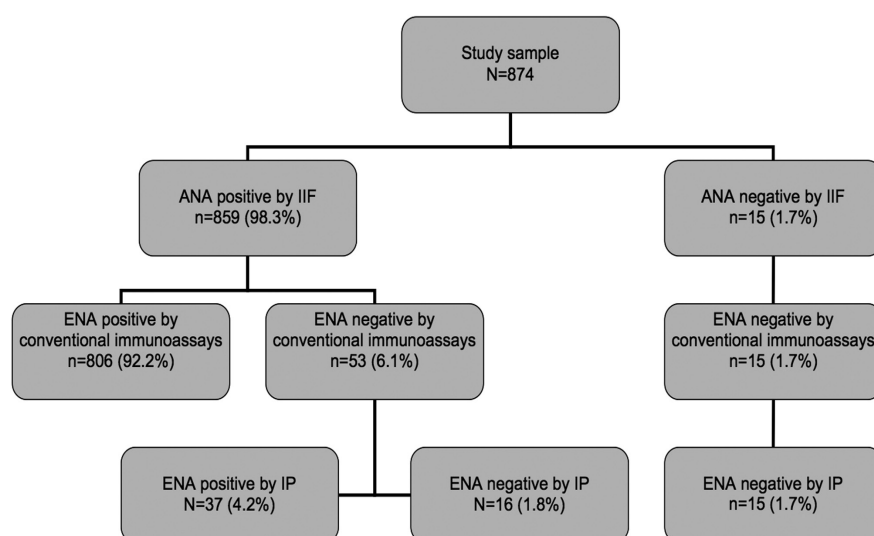 Study sample
N=874
ANA positive by IIF
n=859 (98.3%)
ANA negative by IIF
n=15 (1.7%)
ENA positive by
conventional immunoassays
n=806 (92.2%)
ENA negative by
conventional immunoassays
n=53 (6.1%)
ENA negative by
conventional immunoassays
n=15 (1.7%)
ENA positive by IP
N=37 (4.2%)
ENA negative by IP
N=16 (1.8%)
ENA negative by IP
n=15 (1.7%)